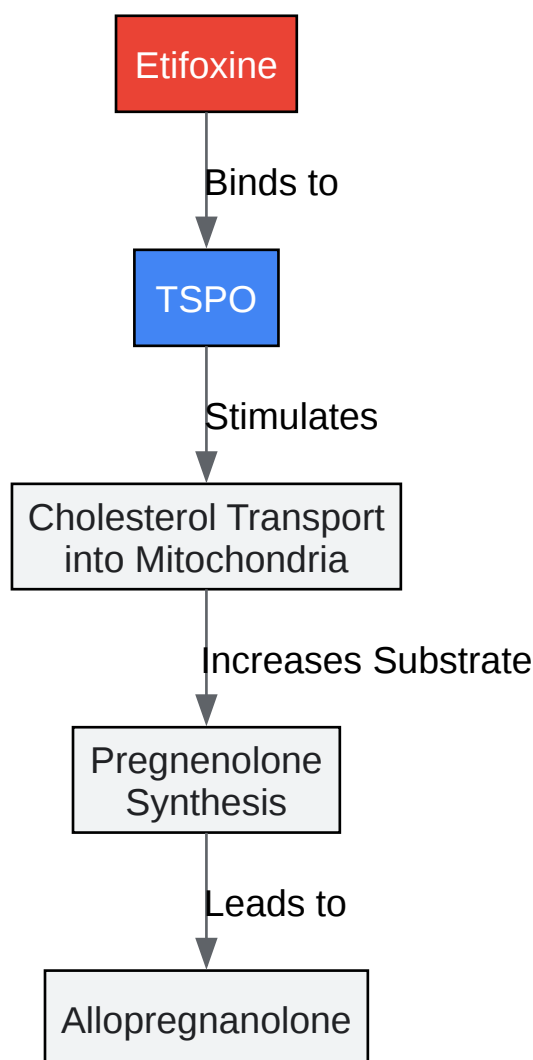 Etifoxine
Binds to
TSPO
Stimulates
Cholesterol Transport
into Mitochondria
Increases Substrate
Pregnenolone
Synthesis
Leads to
Allopregnanolone